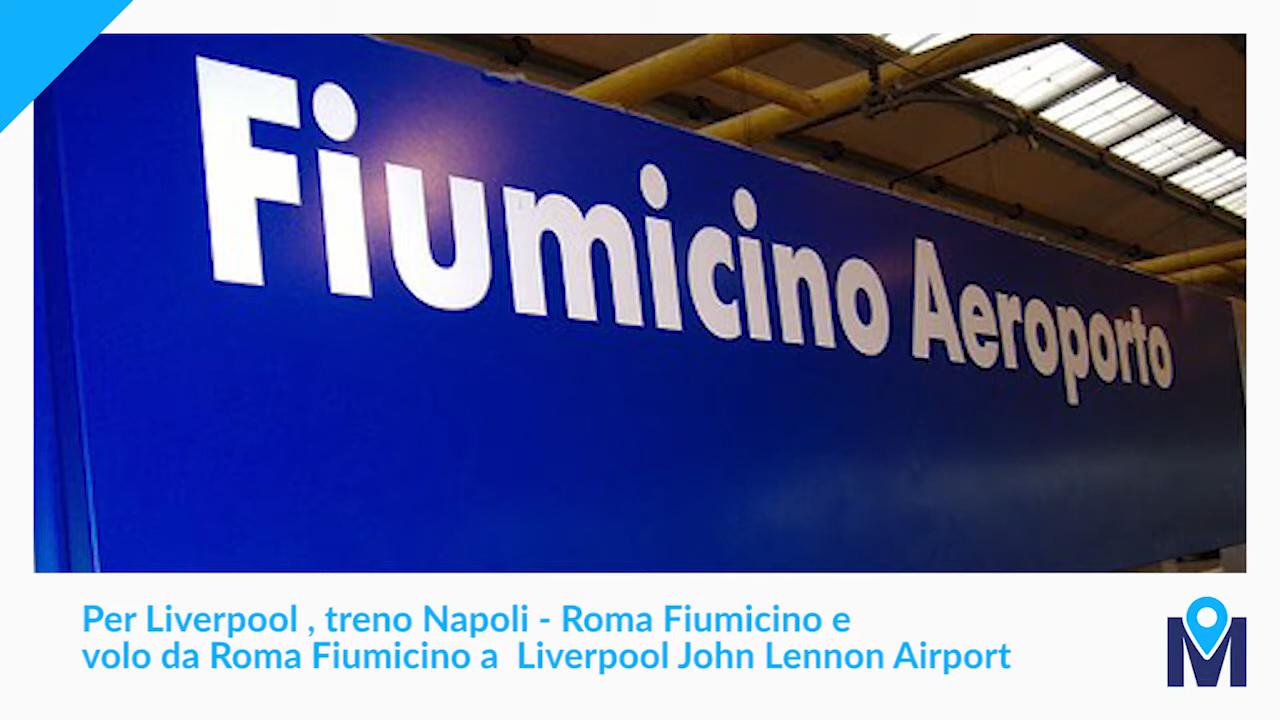 Fiumicino Aeroporto
Per Liverpool , treno Napoli - Roma Fiumicino e
volo da Roma Fiumicino a  Liverpool John Lennon Airport
M